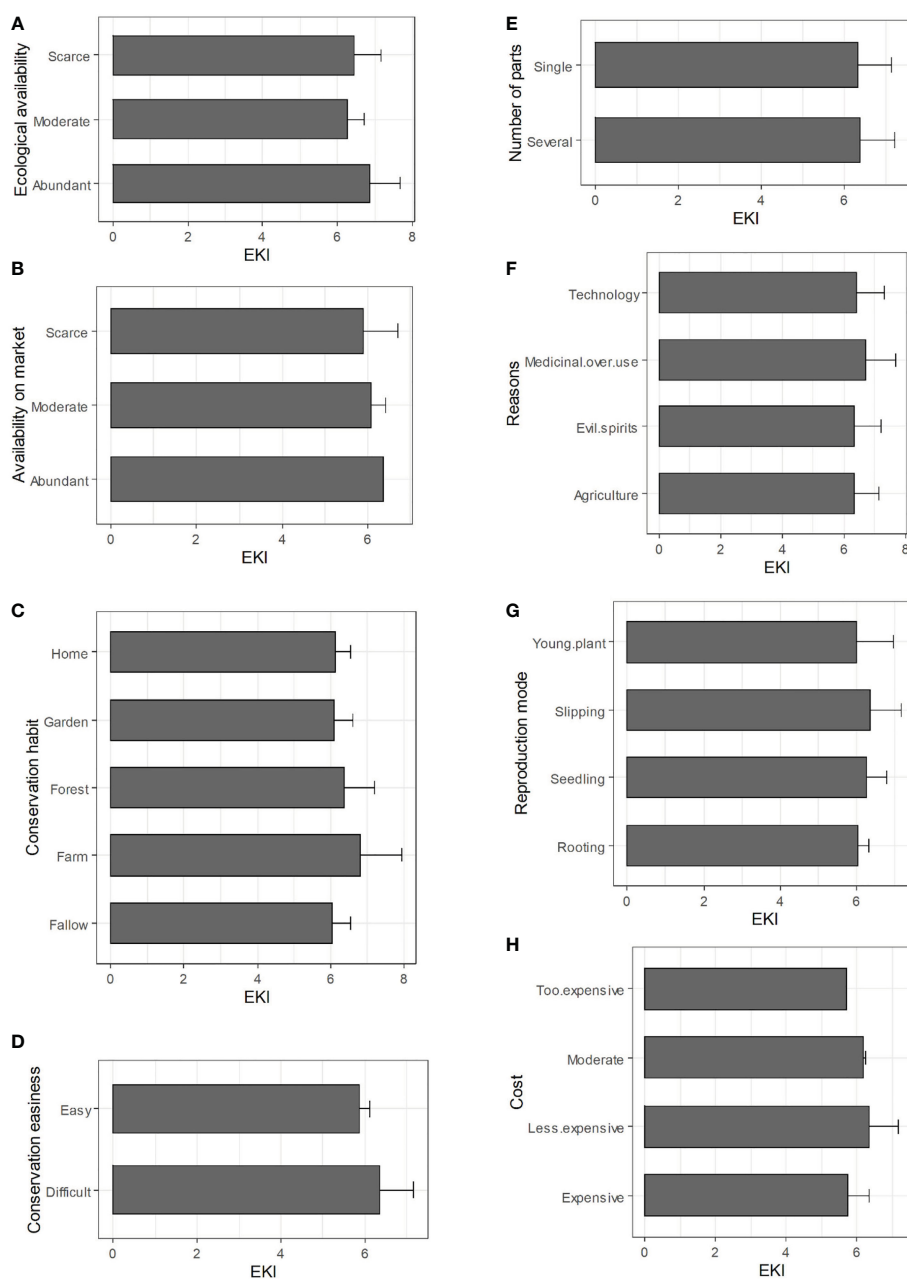 A
Ecological availability
Scarce
Moderate
Abundant
0 2 4 6 8
EKI
B
Availability on market
Scarce
Moderate
Abundant
0 2 4 6
EKI
C
Conservation habit
Home
Garden
Forest
Farm
Fallow
0 2 4 6 8
EKI
D
Conservation easiness
Easy
Difficult
0 2 4 6
EKI
E
Number of parts
Single
Several
0 2 4 6
EKI
F
Reasons
Technology
Medicinal.over.use
Evil.spirits
Agriculture
0 2 4 6 8
EKI
G
Reproduction mode
Young.plant
Slipping
Seedling
Rooting
0 2 4 6
EKI
H
Cost
Too.expensive
Moderate
Less.expensive
Expensive
0 2 4 6
EKI